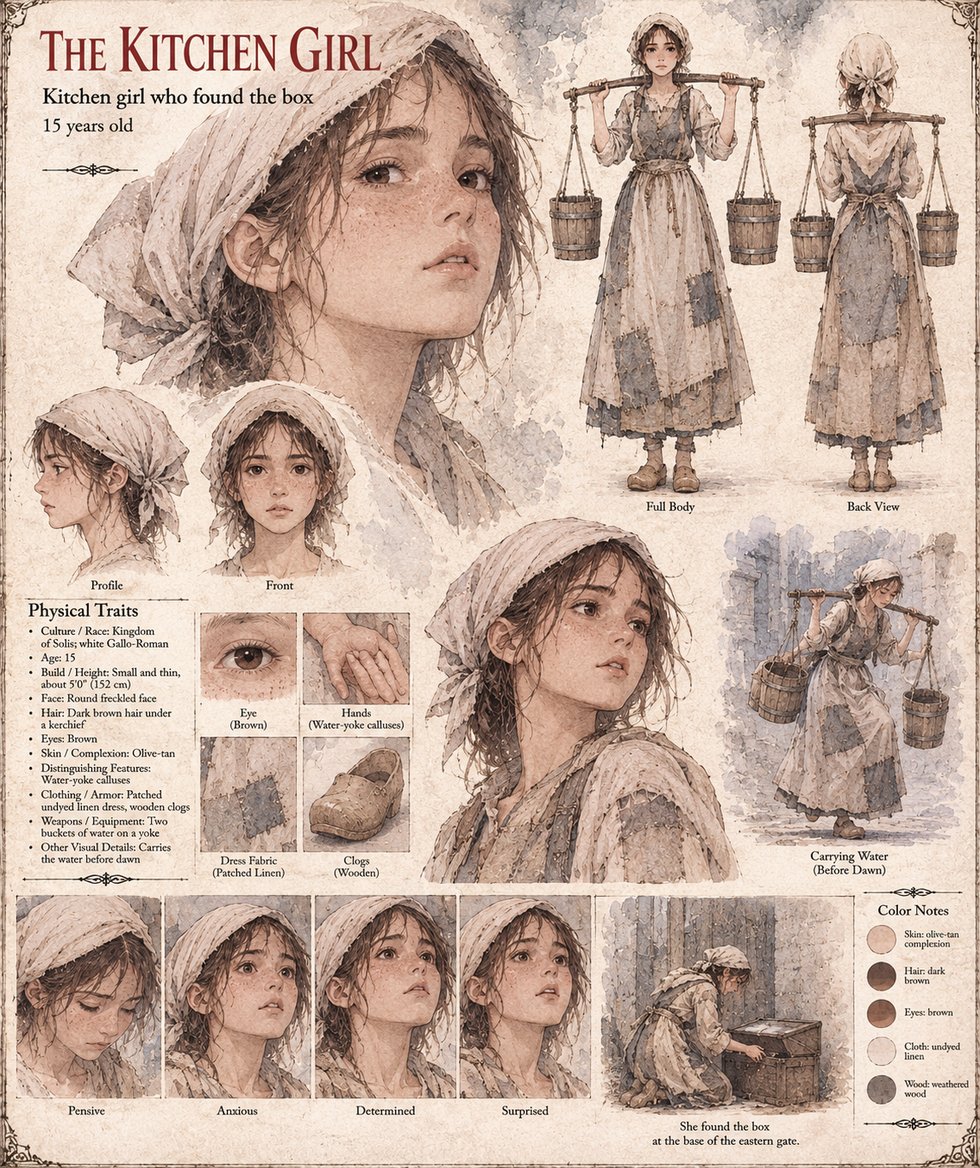 THE KITCHEN GIRL
Kitchen girl who found the box
15 years old
Full Body
Back View
Profile
Front
Physical Traits
• Culture / Race: Kingdom
of Solis; white Gallo-Roman
• Age: 15
• Build / Height: Small and thin,
about 5'0" (152 cm)
• Face: Round freckled face
• Hair: Dark brown hair under
a kerchief
• Eyes: Brown
• Skin / Complexion: Olive-tan
• Distinguishing Features:
Water-yoke calluses
• Clothing / Armor: Patched
undyed linen dress, wooden clogs
• Weapons / Equipment: Two
buckets of water on a yoke
• Other Visual Details: Carries
the water before dawn
Eye
(Brown)
Hands
(Water-yoke calluses)
Dress Fabric
(Patched Linen)
Clogs
(Wooden)
Carrying Water
(Before Dawn)
Pensive
Anxious
Determined
Surprised
She found the box
at the base of the eastern gate.
Color Notes
Skin: olive-tan
complexion
Hair: dark
brown
Eyes: brown
Cloth: undyed
linen
Wood: weathered
wood